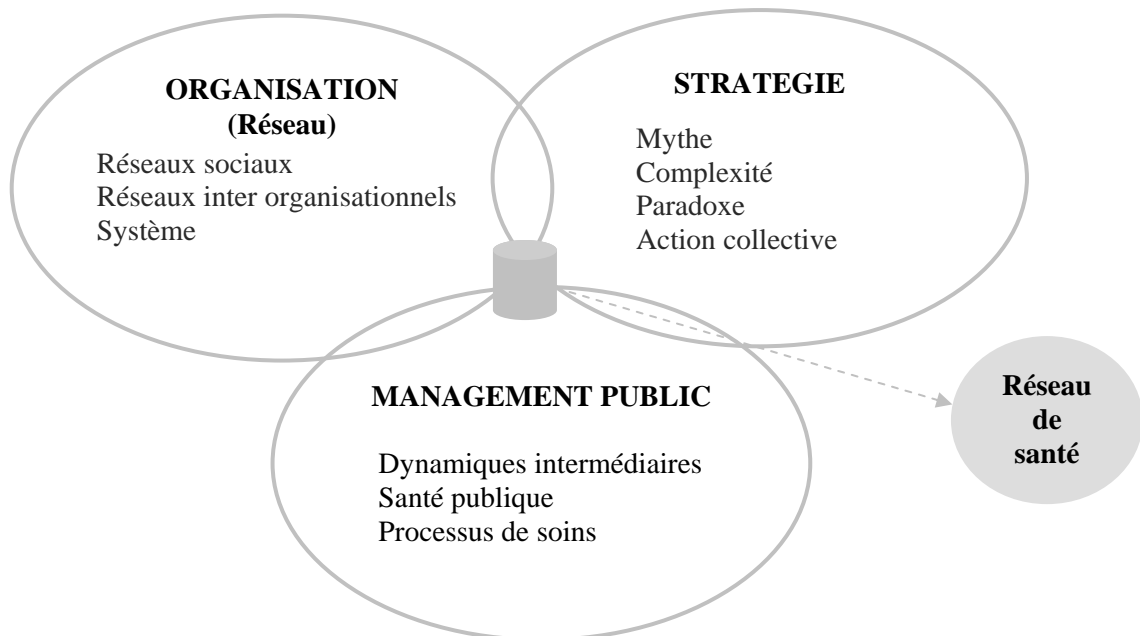 ORGANISATION
(Réseau)
Réseaux sociaux
Réseaux inter organisationnels
Système
STRATEGIE
Mythe
Complexité
Paradoxe
Action collective
MANAGEMENT PUBLIC
Dynamiques intermédiaires
Santé publique
Processus de soins
Réseau
de
santé